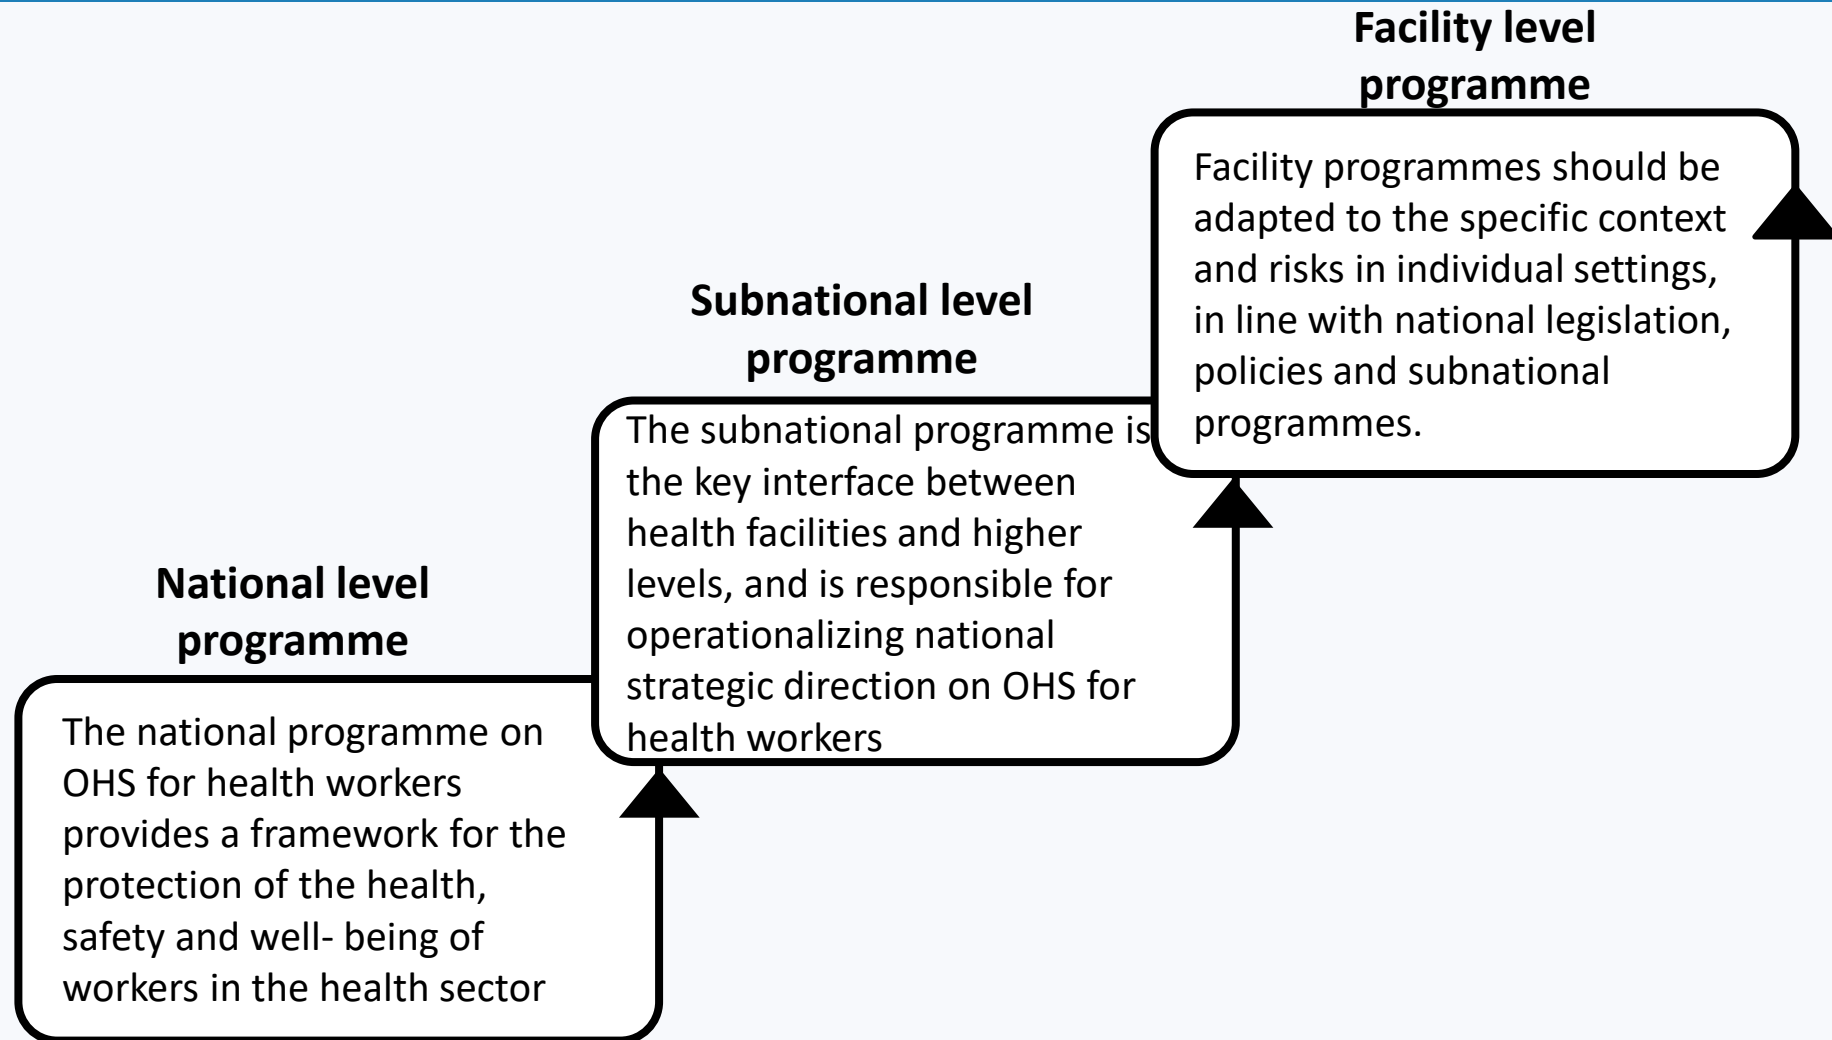 Facility level
programme
Facility programmes should be
adapted to the specific context
and risks in individual settings,
in line with national legislation,
policies and subnational
programmes.
Subnational level
programme
The subnational programme is
the key interface between
health facilities and higher
levels, and is responsible for
operationalizing national
strategic direction on OHS for
health workers
National level
programme
The national programme on
OHS for health workers
provides a framework for the
protection of the health,
safety and well- being of
workers in the health sector